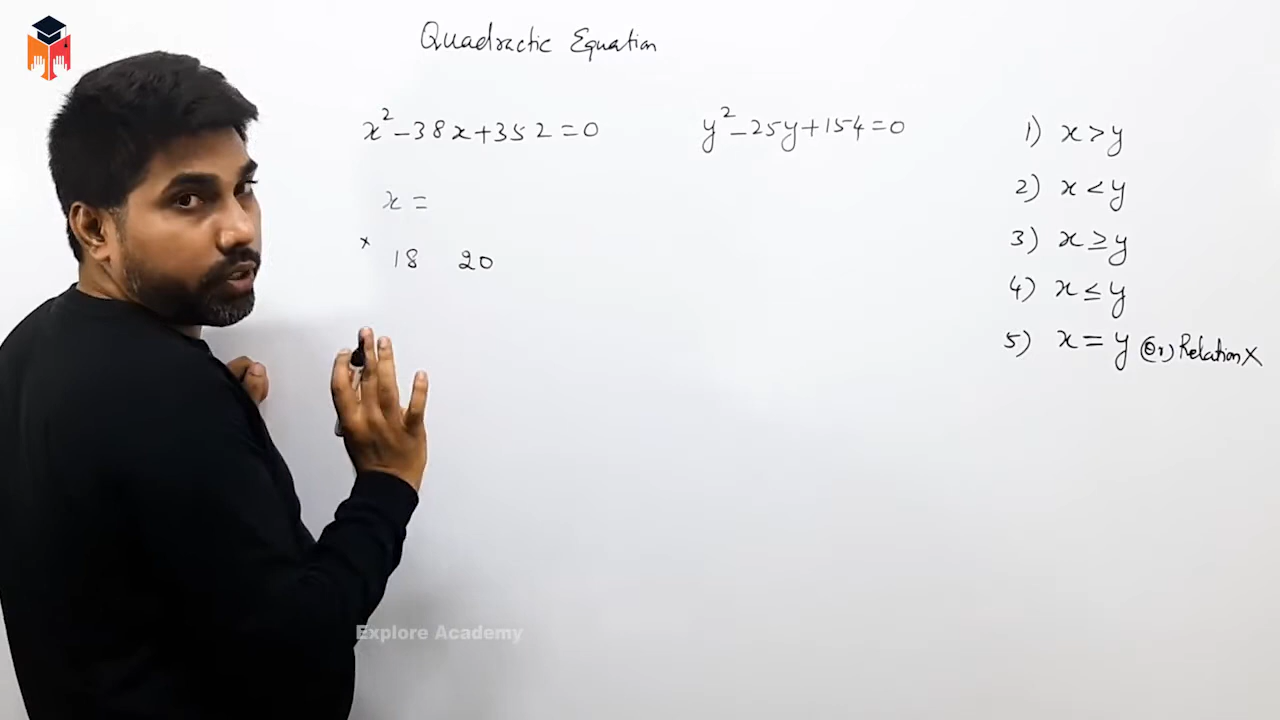 Quadractic Equation
x² – 38x + 352 = 0
y² – 25y + 154 = 0
x =
x
18 20
1) x > y
2) x < y
3) x ≥ y
4) x ≤ y
5) x = y (or) Relation X
Explore Academy